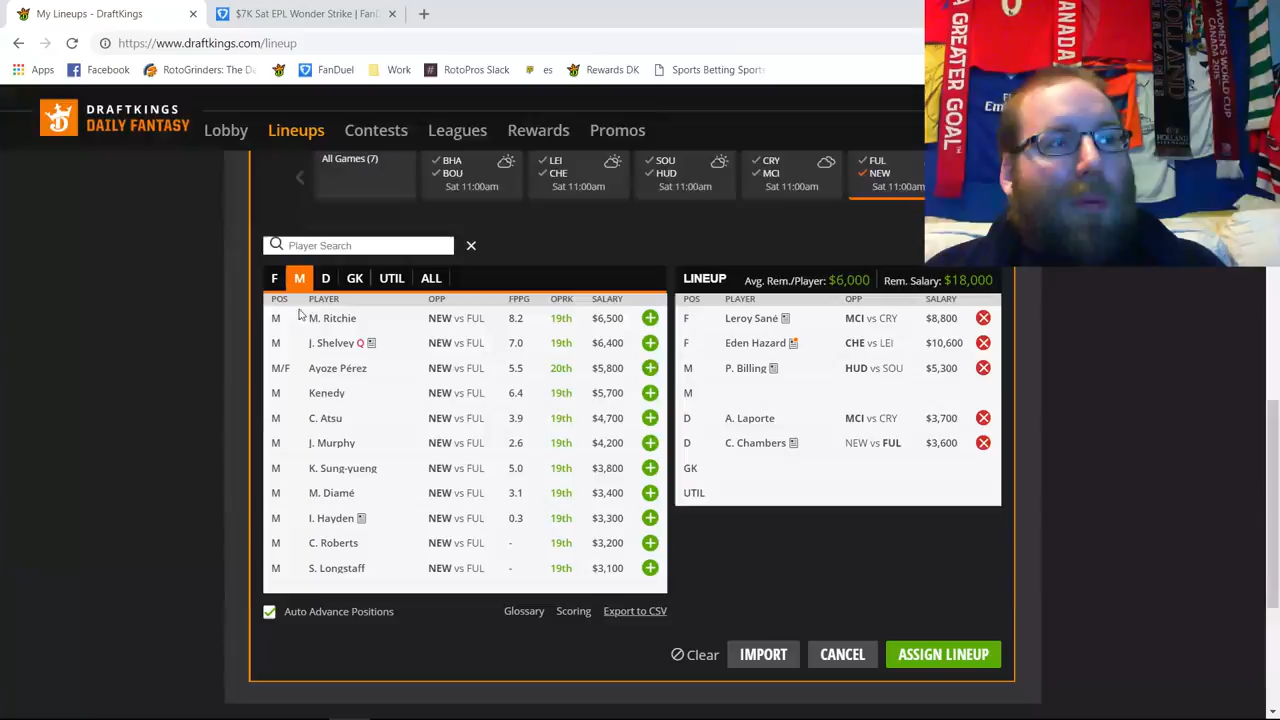 My Lineups - DraftKings
$7K Sat EPL Wonder Strike | FanD
https://www.draftkings.com/lineup
Apps Facebook RotoGrinders: The D FanDuel Work RotoPros Slack es Rewards DK Sports Betting Sports
DRAFTKINGS
DAILY FANTASY
Lobby Lineups Contests Leagues Rewards Promos
All Games (7)
BHA BOU Sat 11:00am
LEI CHE Sat 11:00am
SOU HUD Sat 11:00am
CRY MCI Sat 11:00am
FUL NEW Sat 11:00am
Player Search
F M D GK UTIL ALL
POS PLAYER OPP FPPG OPRK SALARY
M M. Ritchie NEW vs FUL 8.2 19th $6,500
M J. Shelvey Q NEW vs FUL 7.0 19th $6,400
M/F Ayoze Pérez NEW vs FUL 5.5 20th $5,800
M Kenedy NEW vs FUL 6.4 19th $5,700
M C. Atsu NEW vs FUL 3.9 19th $4,700
M J. Murphy NEW vs FUL 2.6 19th $4,200
M K. Sung-yueng NEW vs FUL 5.0 19th $3,800
M M. Diamé NEW vs FUL 3.1 19th $3,400
M I. Hayden NEW vs FUL 0.3 19th $3,300
M C. Roberts NEW vs FUL - 19th $3,200
M S. Longstaff NEW vs FUL - 19th $3,100
LINEUP Avg. Rem./Player: $6,000 Rem. Salary: $18,000
POS PLAYER OPP SALARY
F Leroy Sané MCI vs CRY $8,800
F Eden Hazard CHE vs LEI $10,600
M P. Billing HUD vs SOU $5,300
M
D A. Laporte MCI vs CRY $3,700
D C. Chambers NEW vs FUL $3,600
GK
UTIL
Auto Advance Positions Glossary Scoring Export to CSV
Clear IMPORT CANCEL ASSIGN LINEUP
A GREATER GOAL™
CANADA
HOLLAND